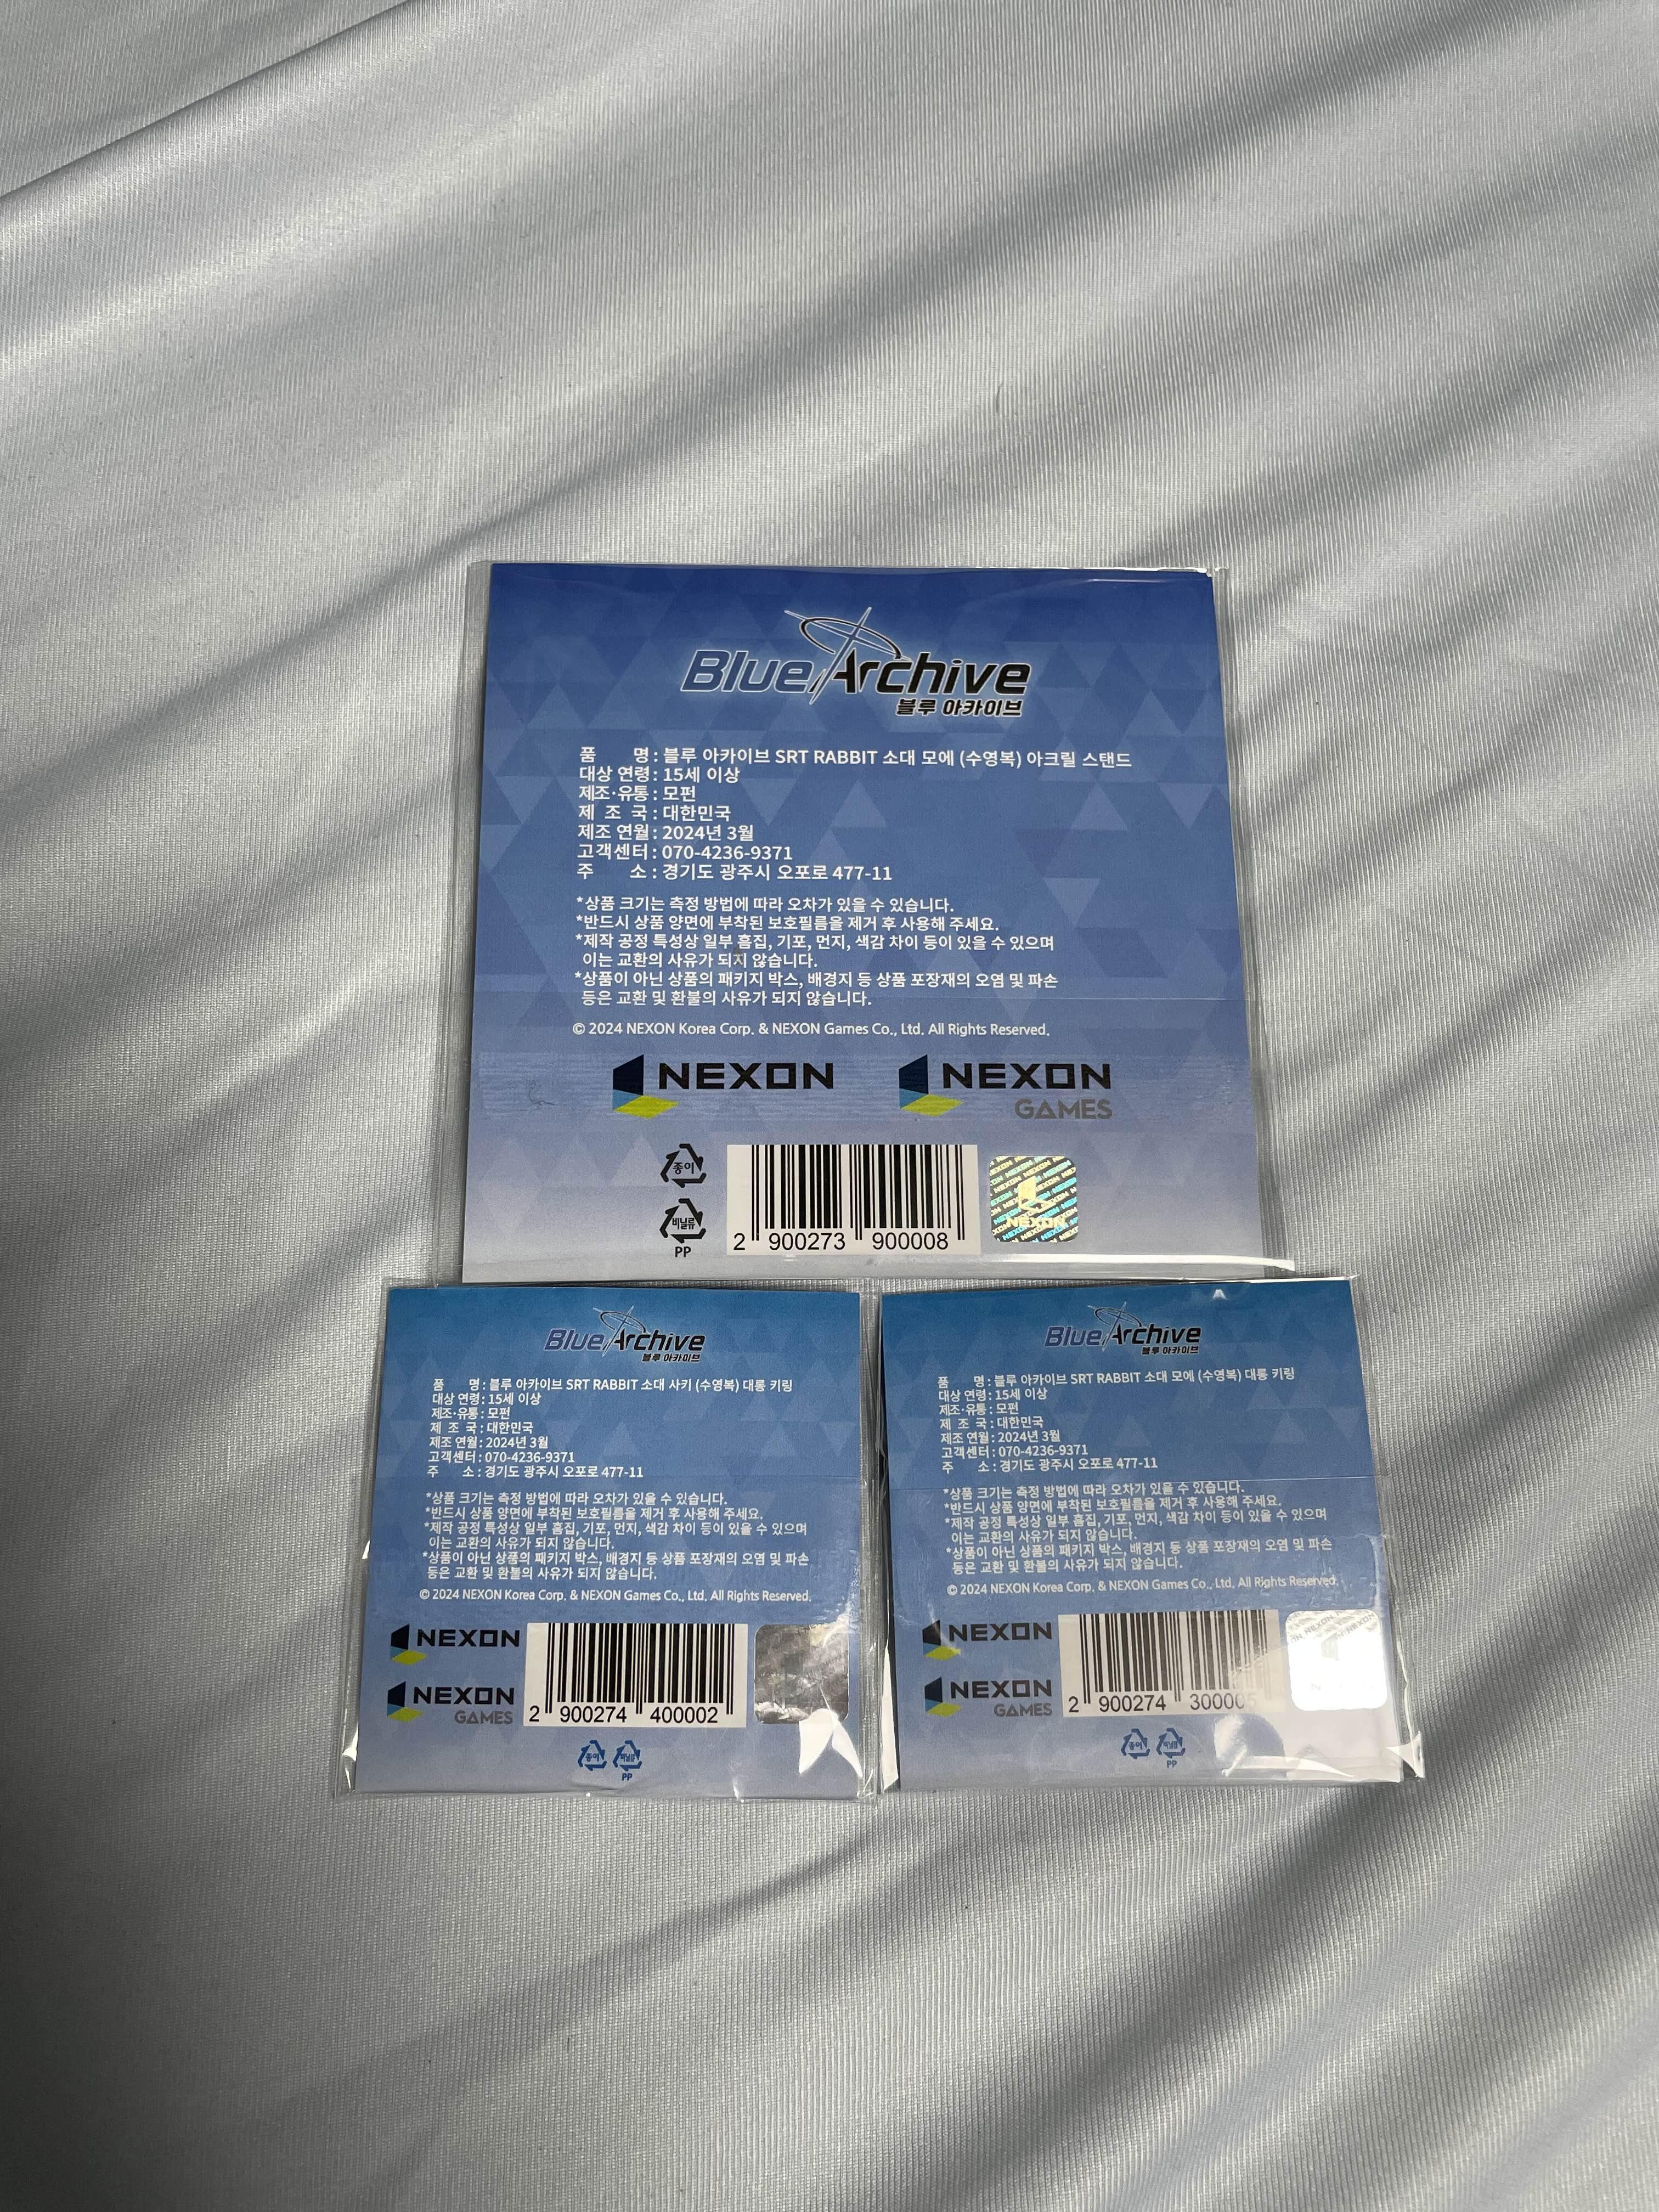 Blue Archive
블루 아카이브
품 명 : 블루 아카이브 SRT RABBIT 소대 모에 (수영복) 아크릴 스탠드
대상 연령 : 15세 이상
제조·유통 : 모펀
제 조 국 : 대한민국
제조 연월 : 2024년 3월
고객센터 : 070-4236-9371
주 소 : 경기도 광주시 오포로 477-11
*상품 크기는 측정 방법에 따라 오차가 있을 수 있습니다.
*반드시 상품 양면에 부착된 보호필름을 제거 후 사용해 주세요.
*제작 공정 특성상 일부 흠집, 기포, 먼지, 색감 차이 등이 있을 수 있으며
이는 교환의 사유가 되지 않습니다.
*상품이 아닌 상품의 패키지 박스, 배경지 등 상품 포장재의 오염 및 파손
등은 교환 및 환불의 사유가 되지 않습니다.
© 2024 NEXON Korea Corp. & NEXON Games Co., Ltd. All Rights Reserved.
NEXON NEXON
GAMES
종이
비닐류
PP
2 900273 900008
NEXON
Blue Archive
블루 아카이브
품 명 : 블루 아카이브 SRT RABBIT 소대 사키 (수영복) 대롱 키링
대상 연령 : 15세 이상
제조·유통 : 모펀
제 조 국 : 대한민국
제조 연월 : 2024년 3월
고객센터 : 070-4236-9371
주 소 : 경기도 광주시 오포로 477-11
*상품 크기는 측정 방법에 따라 오차가 있을 수 있습니다.
*반드시 상품 양면에 부착된 보호필름을 제거 후 사용해 주세요.
*제작 공정 특성상 일부 흠집, 기포, 먼지, 색감 차이 등이 있을 수 있으며
이는 교환의 사유가 되지 않습니다.
*상품이 아닌 상품의 패키지 박스, 배경지 등 상품 포장재의 오염 및 파손
등은 교환 및 환불의 사유가 되지 않습니다.
© 2024 NEXON Korea Corp. & NEXON Games Co., Ltd. All Rights Reserved.
NEXON
NEXON
GAMES
2 900274 400002
종이 비닐류
PP
Blue Archive
블루 아카이브
품 명 : 블루 아카이브 SRT RABBIT 소대 모에 (수영복) 대롱 키링
대상 연령 : 15세 이상
제조·유통 : 모펀
제 조 국 : 대한민국
제조 연월 : 2024년 3월
고객센터 : 070-4236-9371
주 소 : 경기도 광주시 오포로 477-11
*상품 크기는 측정 방법에 따라 오차가 있을 수 있습니다.
*반드시 상품 양면에 부착된 보호필름을 제거 후 사용해 주세요.
*제작 공정 특성상 일부 흠집, 기포, 먼지, 색감 차이 등이 있을 수 있으며
이는 교환의 사유가 되지 않습니다.
*상품이 아닌 상품의 패키지 박스, 배경지 등 상품 포장재의 오염 및 파손
등은 교환 및 환불의 사유가 되지 않습니다.
© 2024 NEXON Korea Corp. & NEXON Games Co., Ltd. All Rights Reserved.
NEXON
NEXON
GAMES
2 900274 300005
종이 비닐류
PP